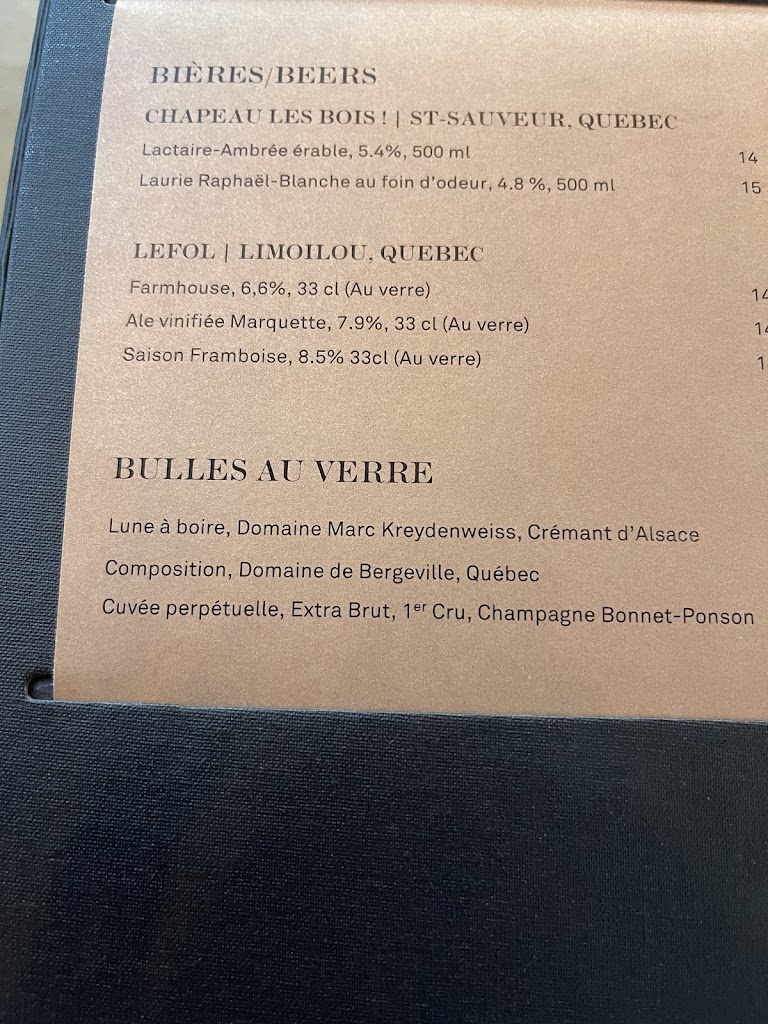 BIÈRES/BEERS
CHAPEAU LES BOIS ! | ST-SAUVEUR, QUEBEC
Lactaire-Ambrée érable, 5.4%, 500 ml 14
Laurie Raphaël-Blanche au foin d'odeur, 4.8 %, 500 ml 15
LEFOL | LIMOILOU, QUEBEC
Farmhouse, 6,6%, 33 cl (Au verre)
Ale vinifiée Marquette, 7.9%, 33 cl (Au verre)
Saison Framboise, 8.5% 33cl (Au verre)
BULLES AU VERRE
Lune à boire, Domaine Marc Kreydenweiss, Crémant d'Alsace
Composition, Domaine de Bergeville, Québec
Cuvée perpétuelle, Extra Brut, 1er Cru, Champagne Bonnet-Ponson